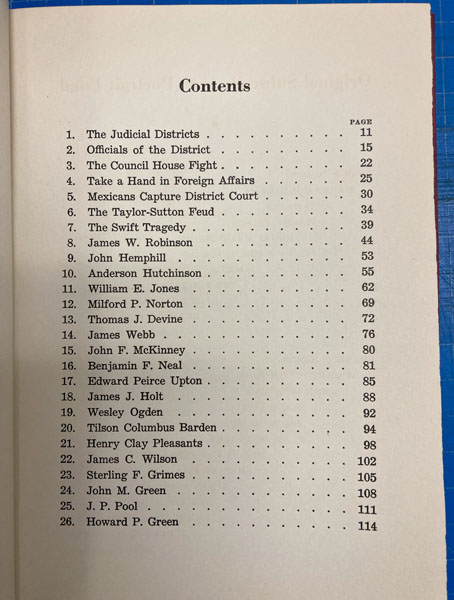 Contents
PAGE
1. The Judicial Districts . . . . . . . . . . 11
2. Officials of the District . . . . . . . . . 15
3. The Council House Fight . . . . . . . . . 22
4. Take a Hand in Foreign Affairs . . . . . . 25
5. Mexicans Capture District Court . . . . . . 30
6. The Taylor-Sutton Feud . . . . . . . . . 34
7. The Swift Tragedy . . . . . . . . . . . 39
8. James W. Robinson . . . . . . . . . . 44
9. John Hemphill . . . . . . . . . . . . 53
10. Anderson Hutchinson . . . . . . . . . . 55
11. William E. Jones . . . . . . . . . . . 62
12. Milford P. Norton . . . . . . . . . . . 69
13. Thomas J. Devine . . . . . . . . . . . 72
14. James Webb . . . . . . . . . . . . 76
15. John F. McKinney . . . . . . . . . . . 80
16. Benjamin F. Neal . . . . . . . . . . . 81
17. Edward Peirce Upton . . . . . . . . . . 85
18. James J. Holt . . . . . . . . . . . . 88
19. Wesley Ogden . . . . . . . . . . . . 92
20. Tilson Columbus Barden . . . . . . . . . 94
21. Henry Clay Pleasants . . . . . . . . . . 98
22. James C. Wilson . . . . . . . . . . . 102
23. Sterling F. Grimes . . . . . . . . . . 105
24. John M. Green . . . . . . . . . . . 108
25. J. P. Pool . . . . . . . . . . . . . 111
26. Howard P. Green . . . . . . . . . . 114